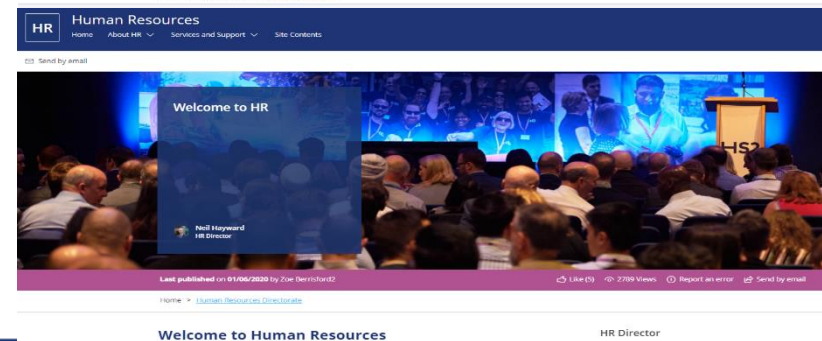 HR
Human Resources
Home About HR Services and Support Site Contents
Send by email
Welcome to HR
HS2
Neil Hayward
HR Director
Last published on 01/06/2020 by Zoe Berrisford2
Like (5) 2789 Views Report an error Send by email
Home > Human Resources Directorate
Welcome to Human Resources
HR Director